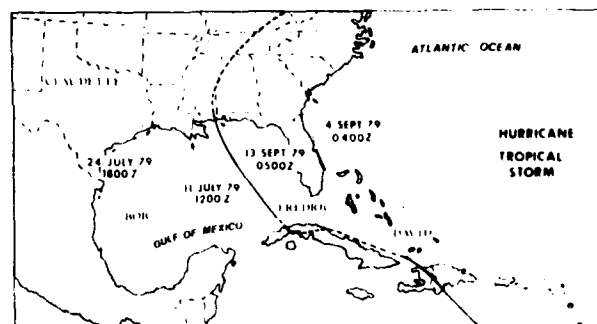 ATLANTIC OCEAN
CLAUDETTE
4 SEPT 79
0400Z
HURRICANE
TROPICAL
STORM
13 SEPT 79
0500Z
24 JULY 79
1800 Z
11 JULY 79
1200 Z
BOB
FREDRIC
GULF OF MEXICO
DAVID